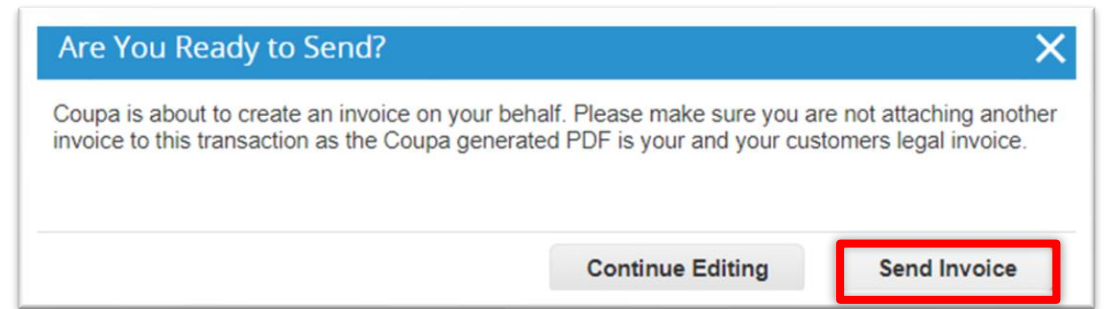 Are You Ready to Send?
Coupa is about to create an invoice on your behalf. Please make sure you are not attaching another
invoice to this transaction as the Coupa generated PDF is your and your customers legal invoice.
Continue Editing Send Invoice